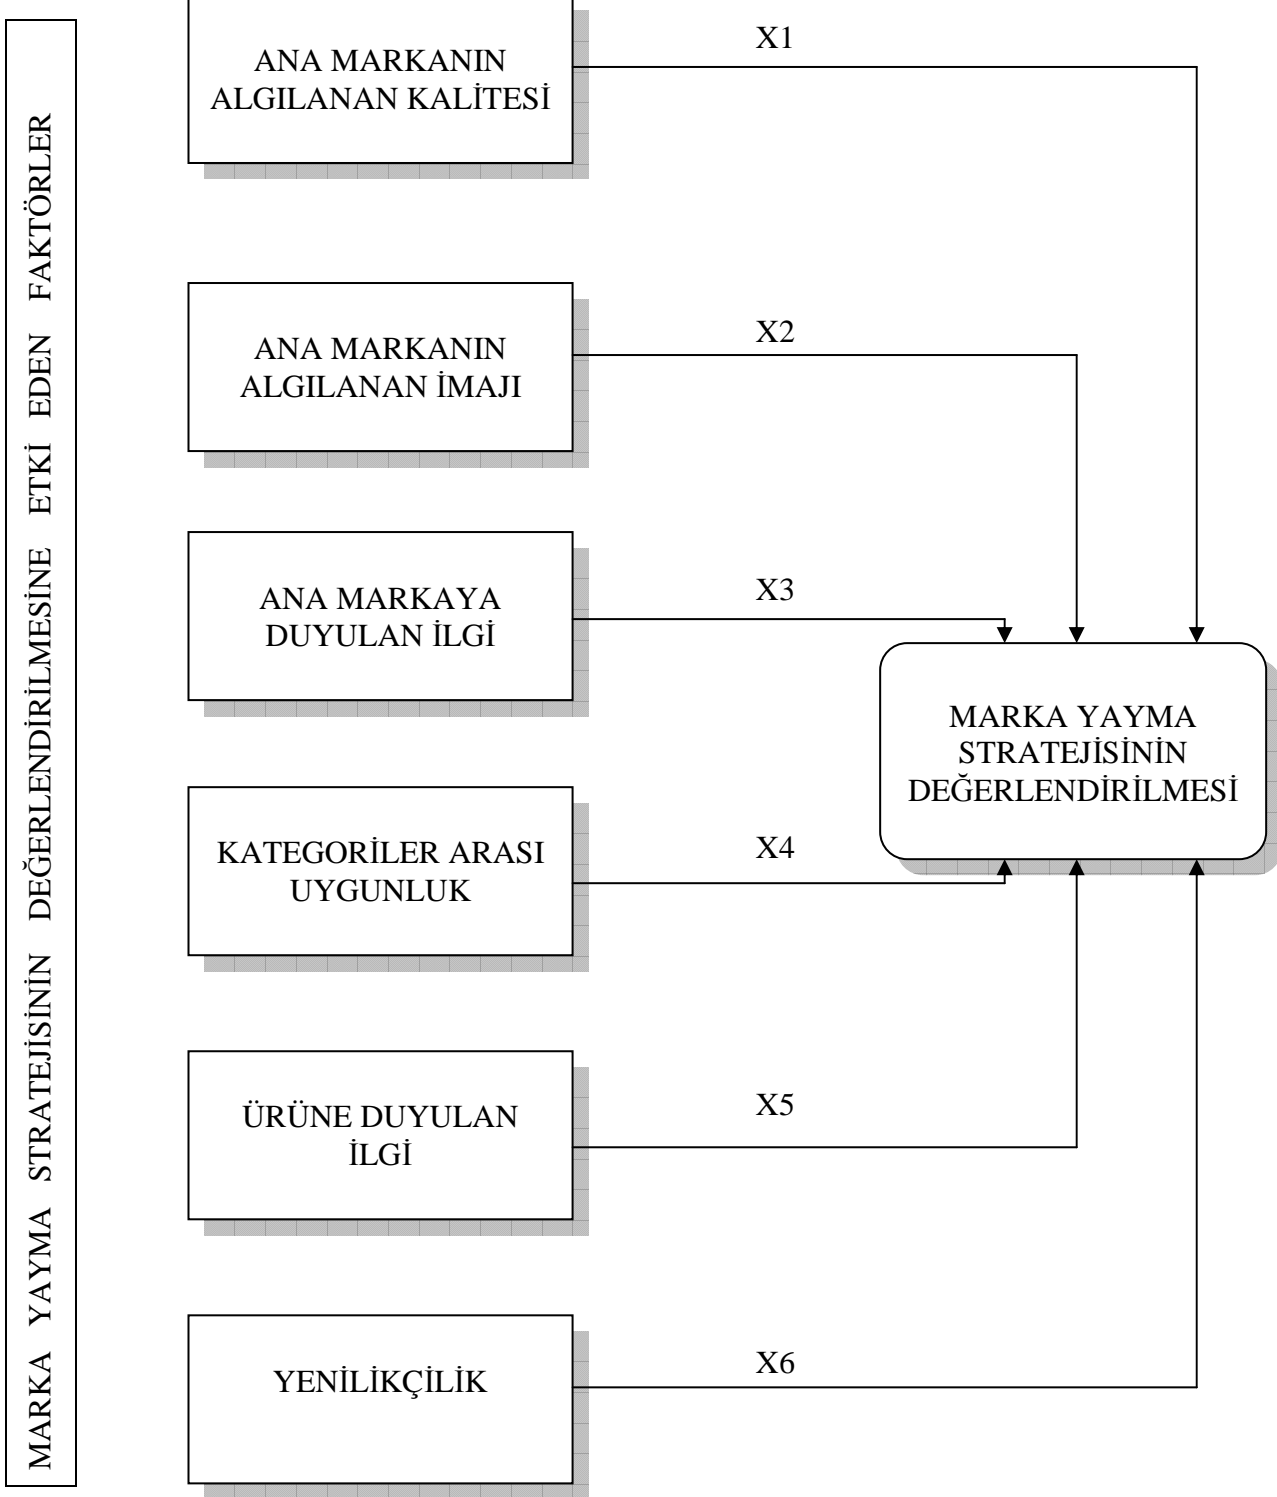 MARKA YAYMA STRATEJİSİNİN DEĞERLENDİRİLMESİNE ETKİ EDEN FAKTÖRLER
ANA MARKANIN
ALGILANAN KALİTESİ
X1
ANA MARKANIN
ALGILANAN İMAJI
X2
ANA MARKAYA
DUYULAN İLGİ
X3
MARKA YAYMA
STRATEJİSİNİN
DEĞERLENDİRİLMESİ
KATEGORİLER ARASI
UYGUNLUK
X4
ÜRÜNE DUYULAN
İLGİ
X5
YENİLİKÇİLİK
X6